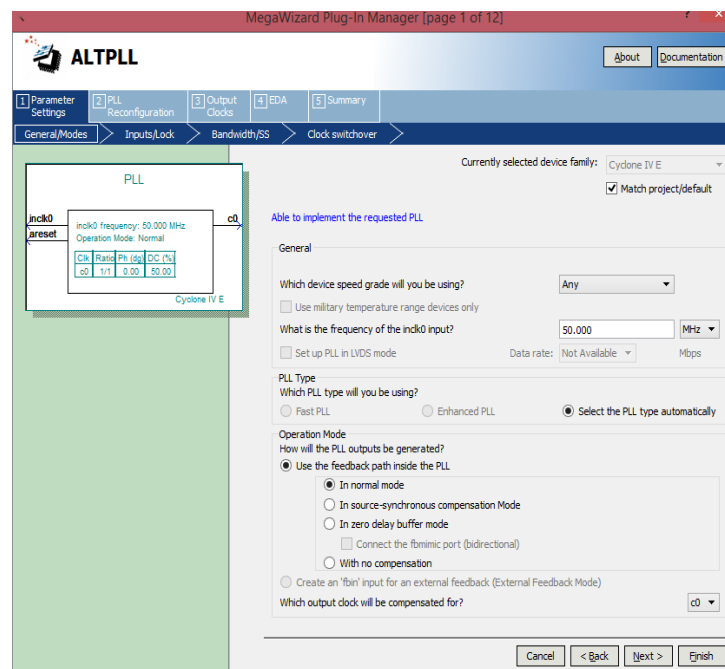 MegaWizard Plug-In Manager [page 1 of 12]
?
ALTPLL
About
Documentation
1 Parameter Settings
2 PLL Reconfiguration
3 Output Clocks
4 EDA
5 Summary
General/Modes
Inputs/Lock
Bandwidth/SS
Clock switchover
PLL
inclk0
areset
c0
inclk0 frequency: 50.000 MHz
Operation Mode: Normal
Clk Ratio Ph (dg) DC (%)
c0 1/1 0.00 50.00
Cyclone IV E
Currently selected device family:
Cyclone IV E
Match project/default
Able to implement the requested PLL
General
Which device speed grade will you be using?
Any
Use military temperature range devices only
What is the frequency of the inclk0 input?
50.000
MHz
Set up PLL in LVDS mode
Data rate:
Not Available
Mbps
PLL Type
Which PLL type will you be using?
Fast PLL
Enhanced PLL
Select the PLL type automatically
Operation Mode
How will the PLL outputs be generated?
Use the feedback path inside the PLL
In normal mode
In source-synchronous compensation Mode
In zero delay buffer mode
Connect the fbmimic port (bidirectional)
With no compensation
Create an 'fbin' input for an external feedback (External Feedback Mode)
Which output clock will be compensated for?
c0
Cancel
< Back
Next >
Finish